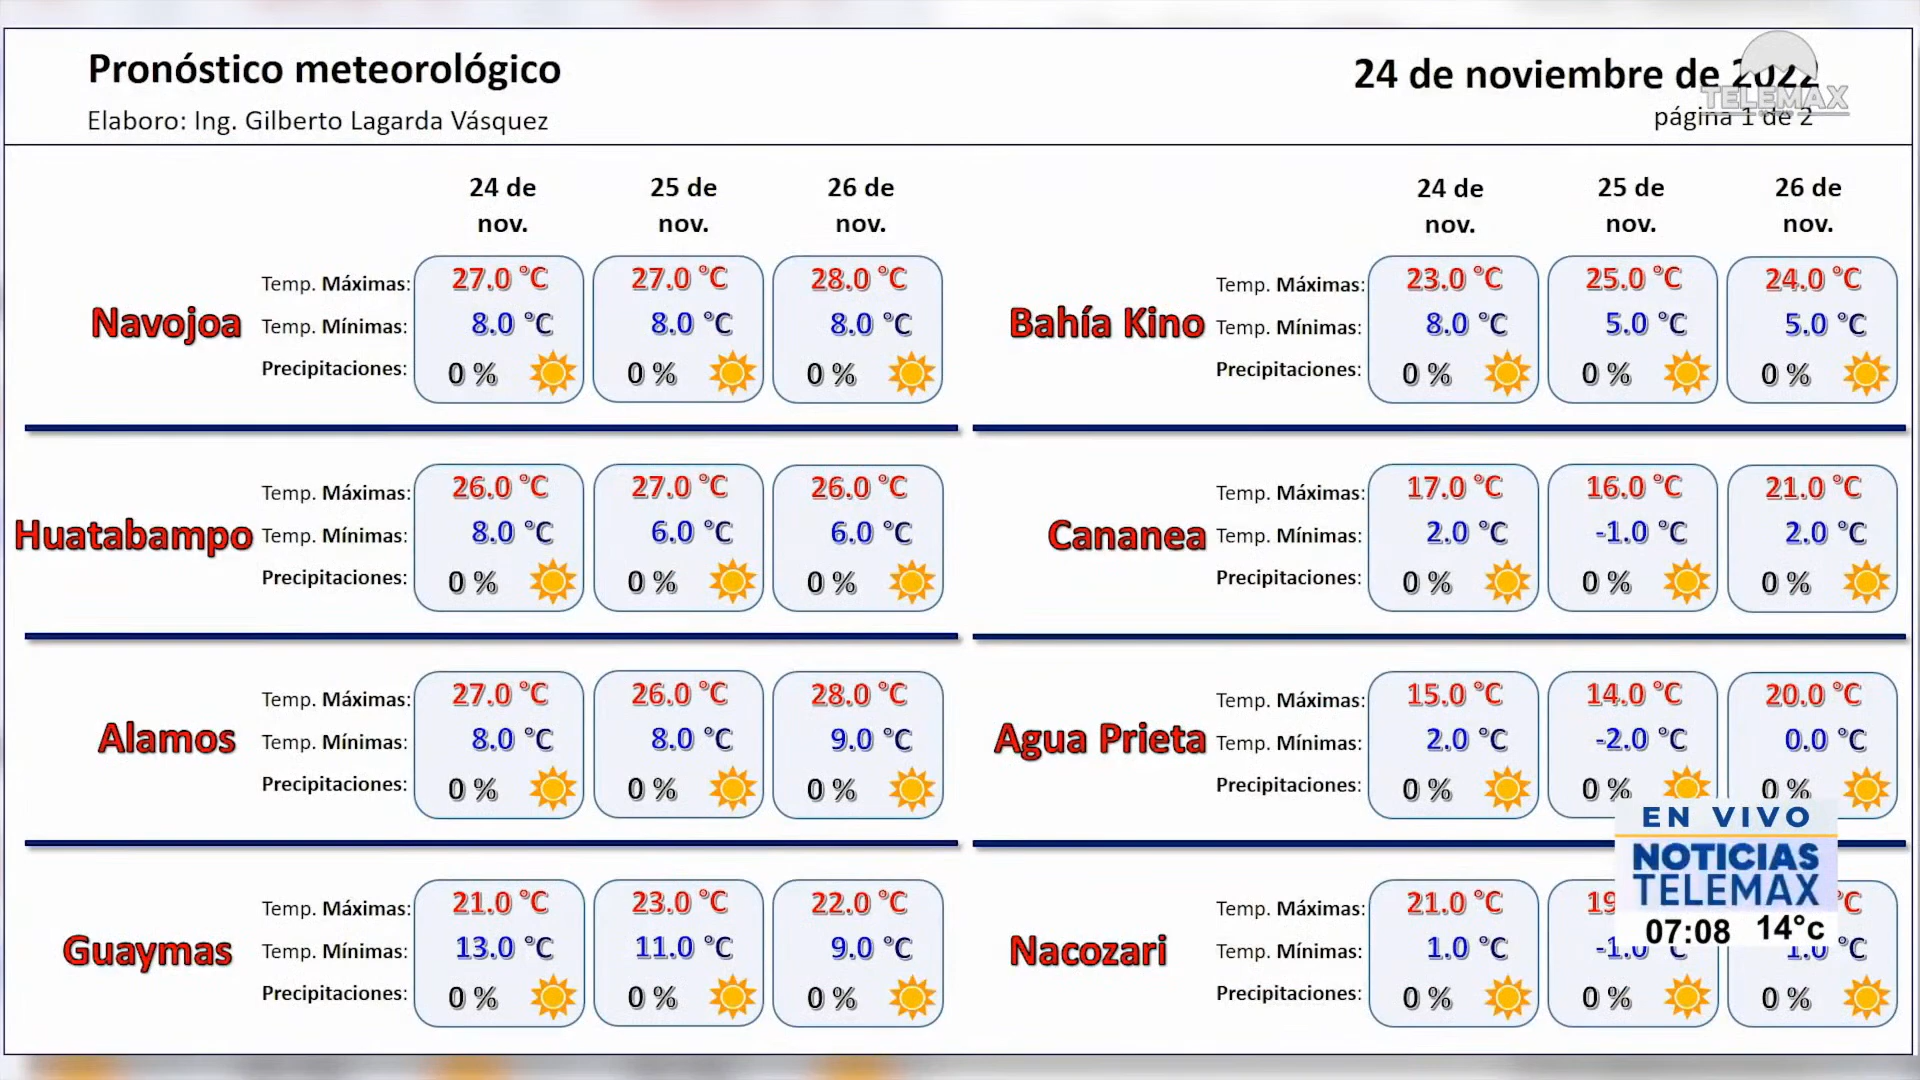 Pronóstico meteorológico
Elaboro: Ing. Gilberto Lagarda Vásquez
24 de noviembre de 2022
página 1 de 2
TELEMAX
24 de nov. 25 de nov. 26 de nov.
Navojoa
Temp. Máximas: 27.0 °C 27.0 °C 28.0 °C
Temp. Mínimas: 8.0 °C 8.0 °C 8.0 °C
Precipitaciones: 0 % 0 % 0 %
Huatabampo
Temp. Máximas: 26.0 °C 27.0 °C 26.0 °C
Temp. Mínimas: 8.0 °C 6.0 °C 6.0 °C
Precipitaciones: 0 % 0 % 0 %
Alamos
Temp. Máximas: 27.0 °C 26.0 °C 28.0 °C
Temp. Mínimas: 8.0 °C 8.0 °C 9.0 °C
Precipitaciones: 0 % 0 % 0 %
Guaymas
Temp. Máximas: 21.0 °C 23.0 °C 22.0 °C
Temp. Mínimas: 13.0 °C 11.0 °C 9.0 °C
Precipitaciones: 0 % 0 % 0 %
24 de nov. 25 de nov. 26 de nov.
Bahía Kino
Temp. Máximas: 23.0 °C 25.0 °C 24.0 °C
Temp. Mínimas: 8.0 °C 5.0 °C 5.0 °C
Precipitaciones: 0 % 0 % 0 %
Cananea
Temp. Máximas: 17.0 °C 16.0 °C 21.0 °C
Temp. Mínimas: 2.0 °C -1.0 °C 2.0 °C
Precipitaciones: 0 % 0 % 0 %
Agua Prieta
Temp. Máximas: 15.0 °C 14.0 °C 20.0 °C
Temp. Mínimas: 2.0 °C -2.0 °C 0.0 °C
Precipitaciones: 0 % 0 % 0 %
Nacozari
Temp. Máximas: 21.0 °C 19 °C
Temp. Mínimas: 1.0 °C -1.0 °C 1.0 °C
Precipitaciones: 0 % 0 % 0 %
EN VIVO
NOTICIAS
TELEMAX
07:08 14°c